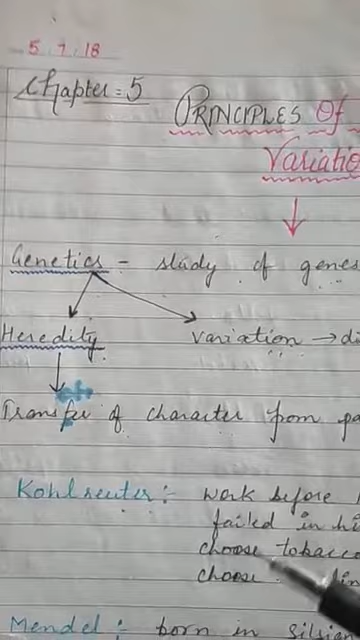 5 7 18
Chapter = 5
PRINCIPLES Of
Variatio
Genetics - study of genes
Heredity variation → di
Transfer of character from pa
Kohlreuter :- work before
failed in hi
choose tobacco
choose
Mendel :- born in Silsia